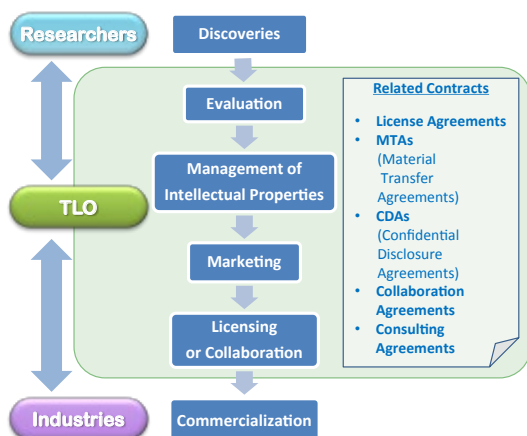 Researchers
TLO
Industries
Discoveries
Evaluation
Management of
Intellectual Properties
Marketing
Licensing
or Collaboration
Commercialization
Related Contracts
• License Agreements
• MTAs
(Material
Transfer
Agreements)
• CDAs
(Confidential
Disclosure
Agreements)
• Collaboration
Agreements
• Consulting
Agreements